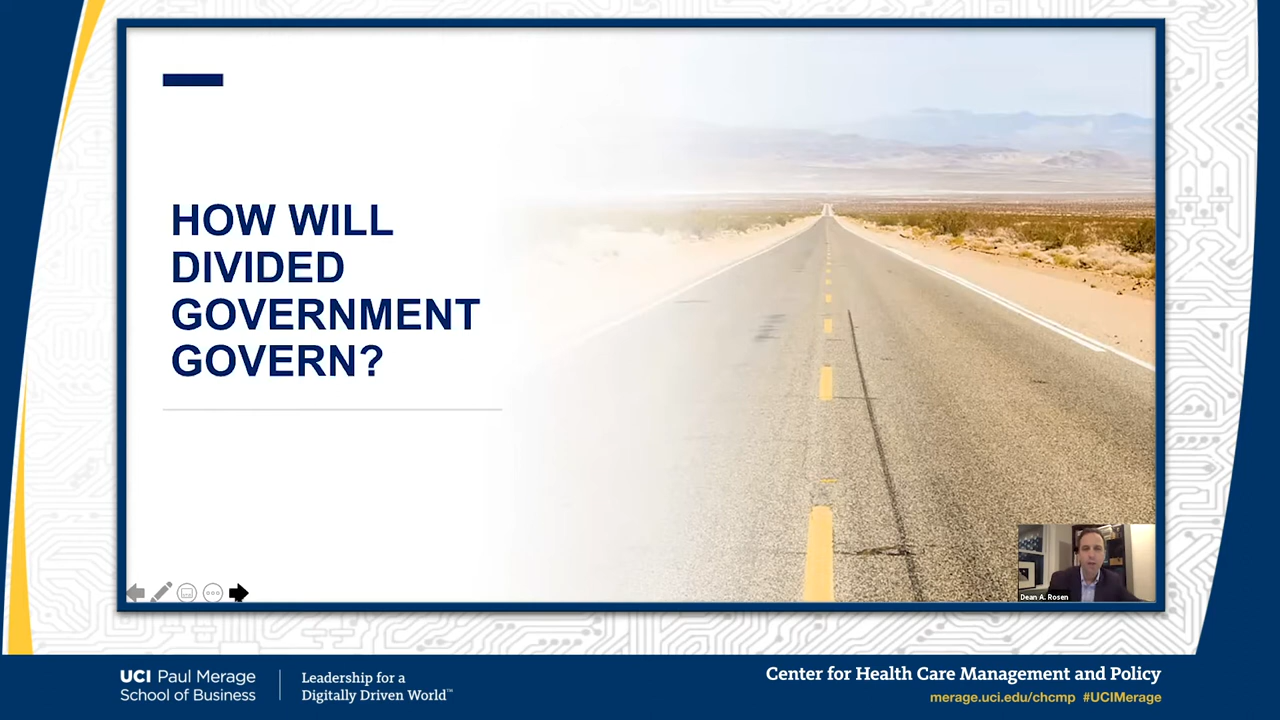 HOW WILL
DIVIDED
GOVERNMENT
GOVERN?
Dean A. Rosen
UCI Paul Merage
School of Business
Leadership for a
Digitally Driven World™
Center for Health Care Management and Policy
merage.uci.edu/chcmp #UCIMerage